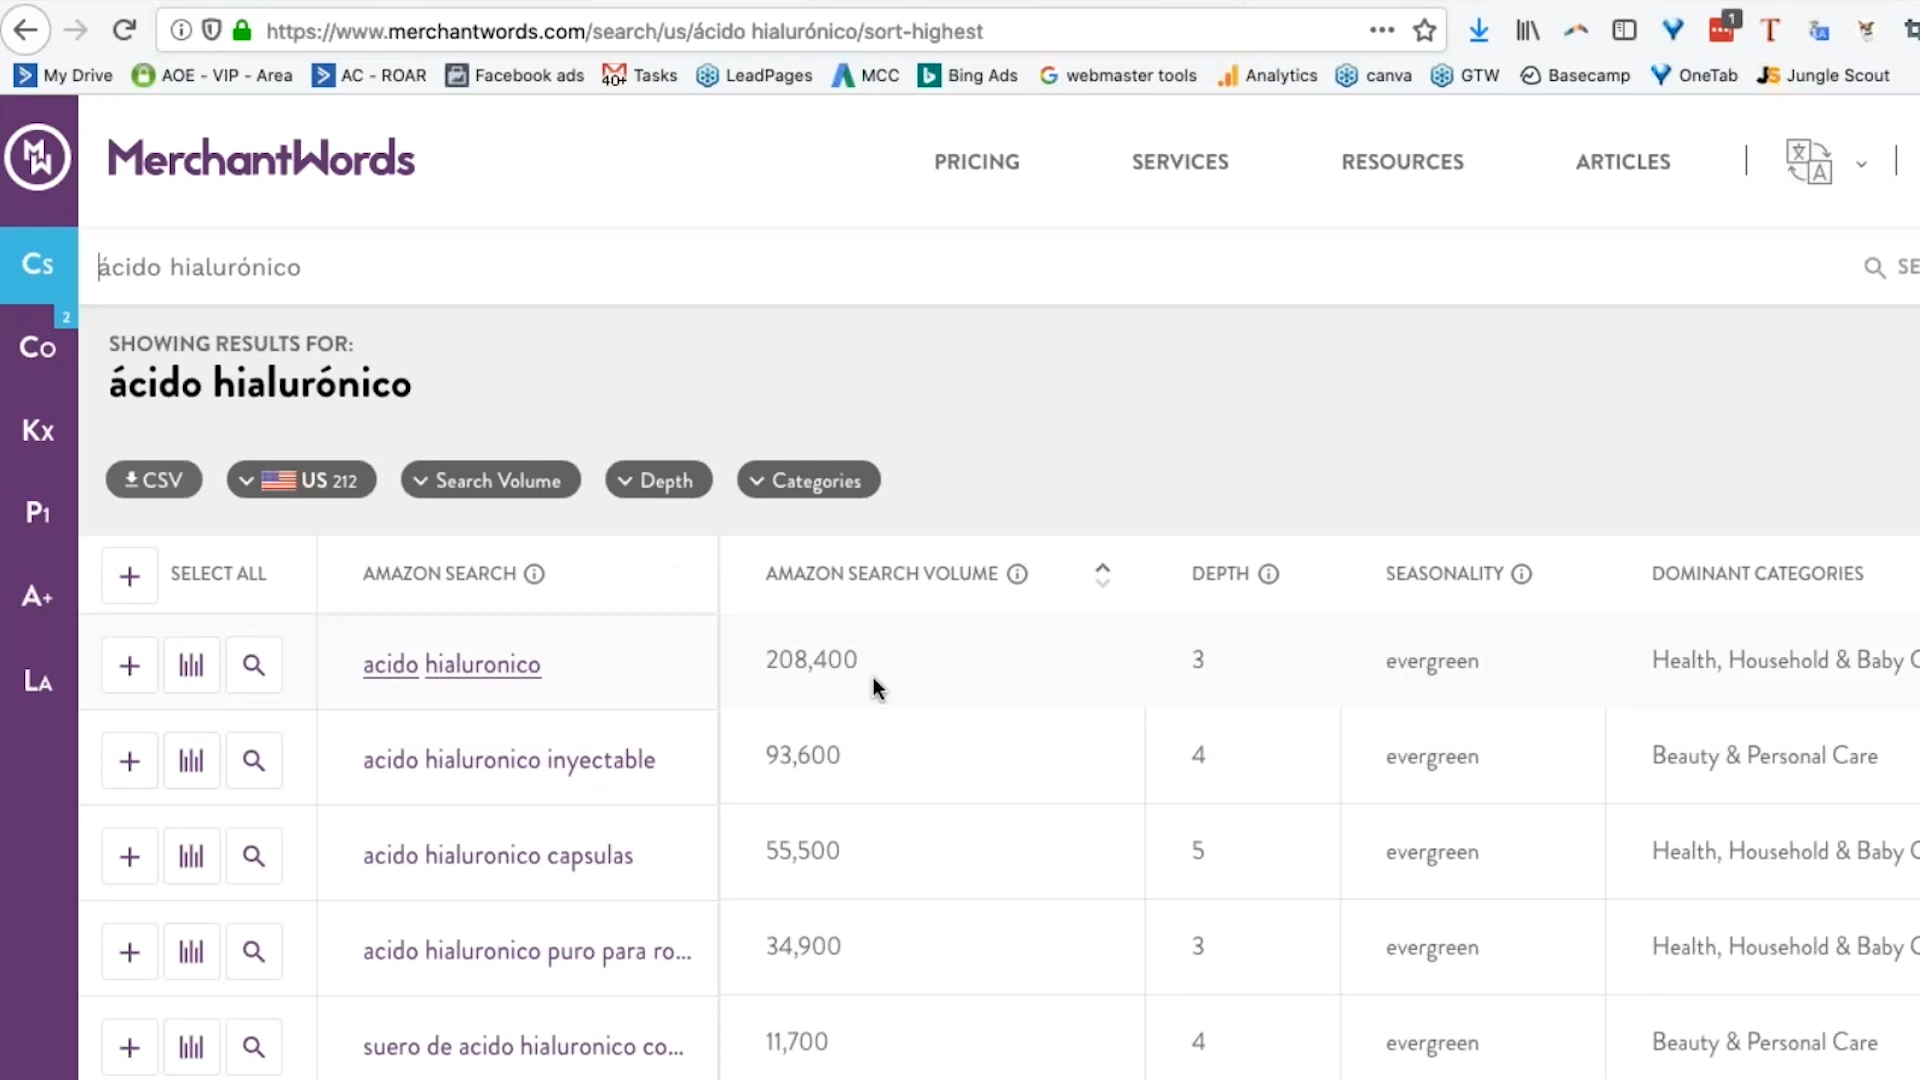 https://www.merchantwords.com/search/us/ácido hialurónico/sort-highest
1
My Drive AOE - VIP - Area AC - ROAR Facebook ads 40+ Tasks LeadPages MCC Bing Ads webmaster tools Analytics canva GTW Basecamp OneTab Jungle Scout
MW MerchantWords PRICING SERVICES RESOURCES ARTICLES
Cs ácido hialurónico
2
Co SHOWING RESULTS FOR:
ácido hialurónico
Kx
CSV US 212 Search Volume Depth Categories
P1
SELECT ALL AMAZON SEARCH AMAZON SEARCH VOLUME DEPTH SEASONALITY DOMINANT CATEGORIES
A+
acido hialuronico 208,400 3 evergreen Health, Household & Baby
LA
acido hialuronico inyectable 93,600 4 evergreen Beauty & Personal Care
acido hialuronico capsulas 55,500 5 evergreen Health, Household & Baby
acido hialuronico puro para ro... 34,900 3 evergreen Health, Household & Baby
suero de acido hialuronico co... 11,700 4 evergreen Beauty & Personal Care